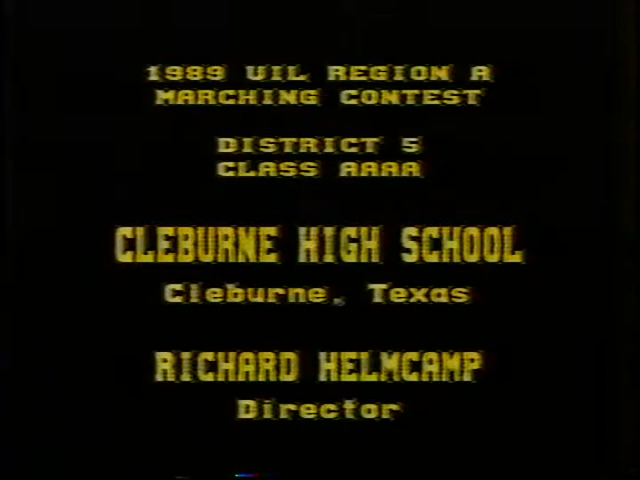 1989 UIL REGION A
MARCHING CONTEST
DISTRICT 5
CLASS AAAA
CLEBURNE HIGH SCHOOL
Cleburne, Texas
RICHARD HELMCAMP
Director